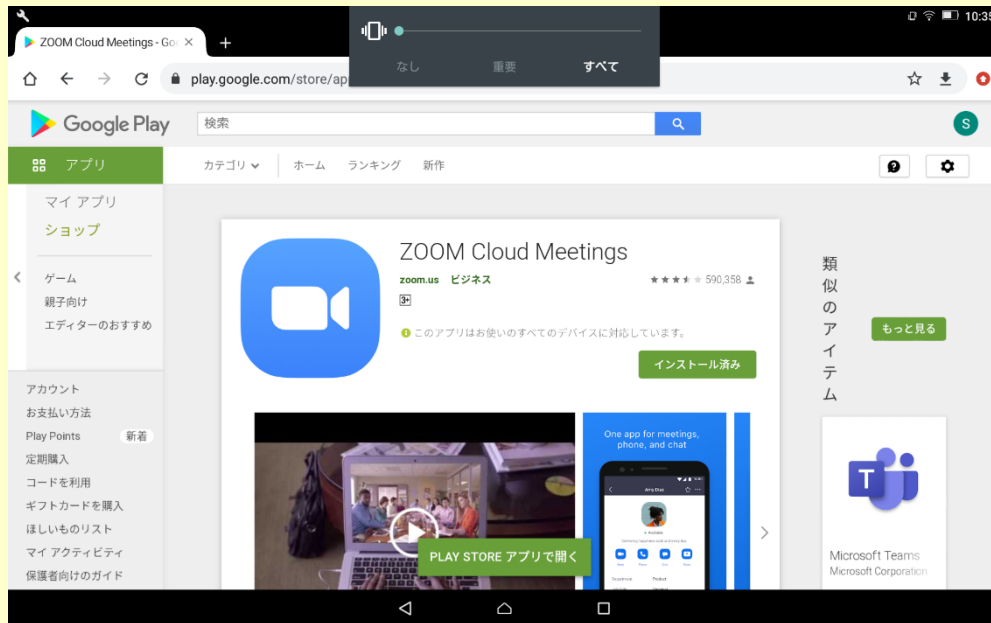 10:35
ZOOM Cloud Meetings - Goo
なし
重要
すべて
play.google.com/store/ap
Google Play
検索
S
アプリ
カテゴリ
ホーム
ランキング
新作
マイ アプリ
ショップ
ゲーム
親子向け
エディターのおすすめ
アカウント
お支払い方法
Play Points
新着
定期購入
コードを利用
ギフトカードを購入
ほしいものリスト
マイ アクティビティ
保護者向けのガイド
ZOOM Cloud Meetings
zoom.us ビジネス
590,358
3+
このアプリはお使いのすべてのデバイスに対応しています。
インストール済み
One app for meetings,
phone, and chat
PLAY STORE アプリで開く
類似のアイテム
もっと見る
T
Microsoft Teams
Microsoft Corporation